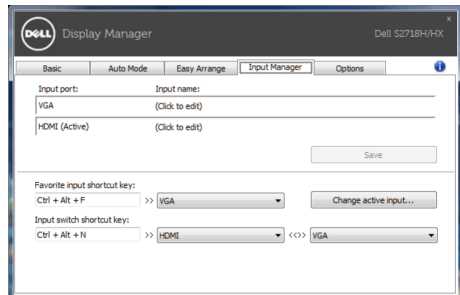 DELL Display Manager Dell S2718H/HX
x
Basic Auto Mode Easy Arrange Input Manager Options
Input port: Input name:
VGA (Click to edit)
HDMI (Active) (Click to edit)
Save
Favorite input shortcut key:
Ctrl + Alt + F >> VGA Change active input...
Input switch shortcut key:
Ctrl + Alt + N >> HDMI <<>> VGA